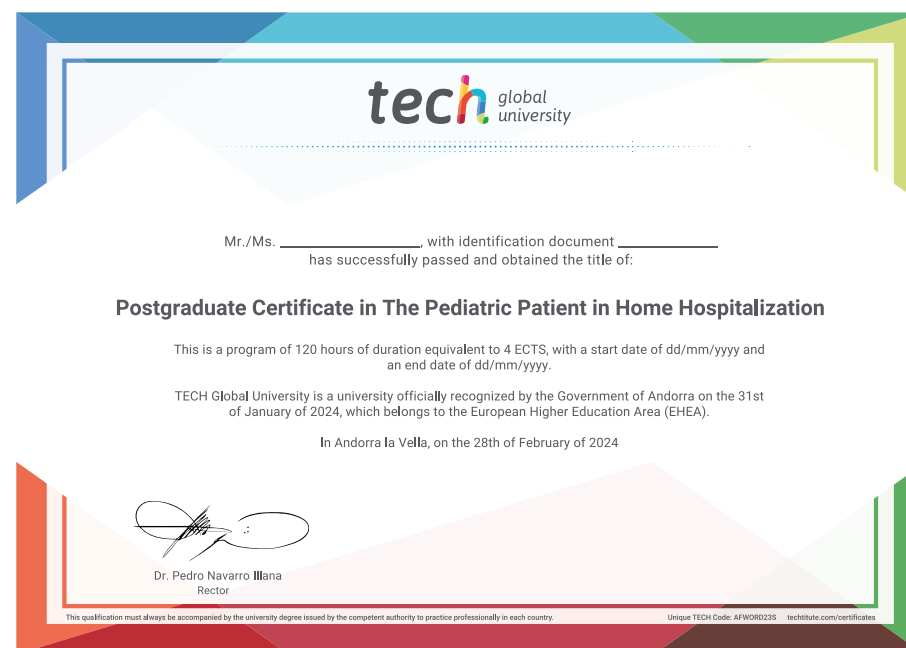 tech global
university
Mr./Ms. ____________________, with identification document ______________
has successfully passed and obtained the title of:
Postgraduate Certificate in The Pediatric Patient in Home Hospitalization
This is a program of 120 hours of duration equivalent to 4 ECTS, with a start date of dd/mm/yyyy and
an end date of dd/mm/yyyy.
TECH Global University is a university officially recognized by the Government of Andorra on the 31st
of January of 2024, which belongs to the European Higher Education Area (EHEA).
In Andorra la Vella, on the 28th of February of 2024
Dr. Pedro Navarro Illana
Rector
This qualification must always be accompanied by the university degree issued by the competent authority to practice professionally in each country. Unique TECH Code: AFWORD23S techtitute.com/certificates